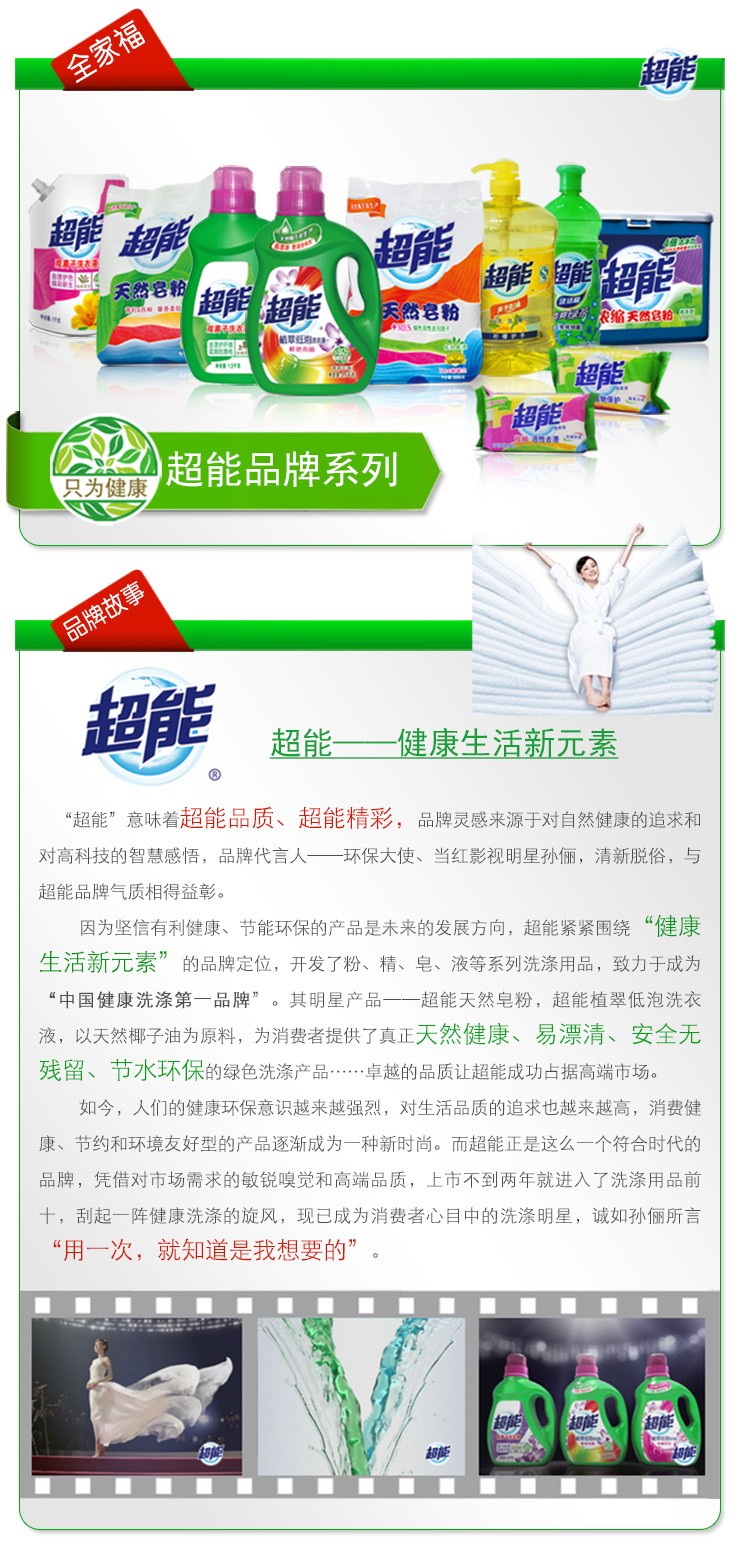 全家福
超能
超能
天然皂粉
超能
超能
植翠低泡
超能
天然皂粉
超能
超能
超能
浓缩天然皂粉
超能
超能
只为健康
超能品牌系列
品牌故事
超能
®
超能——健康生活新元素
“超能”意味着超能品质、超能精彩，品牌灵感来源于对自然健康的追求和
对高科技的智慧感悟，品牌代言人——环保大使、当红影视明星孙俪，清新脱俗，与
超能品牌气质相得益彰。
因为坚信有利健康、节能环保的产品是未来的发展方向，超能紧紧围绕“健康
生活新元素”的品牌定位，开发了粉、精、皂、液等系列洗涤用品，致力于成为
“中国健康洗涤第一品牌”。其明星产品——超能天然皂粉，超能植翠低泡洗衣
液，以天然椰子油为原料，为消费者提供了真正天然健康、易漂清、安全无
残留、节水环保的绿色洗涤产品……卓越的品质让超能成功占据高端市场。
如今，人们的健康环保意识越来越强烈，对生活品质的追求也越来越高，消费健
康、节约和环境友好型的产品逐渐成为一种新时尚。而超能正是这么一个符合时代的
品牌，凭借对市场需求的敏锐嗅觉和高端品质，上市不到两年就进入了洗涤用品前
十，刮起一阵健康洗涤的旋风，现已成为消费者心目中的洗涤明星，诚如孙俪所言
“用一次，就知道是我想要的”。
超能
超能
超能
超能
超能